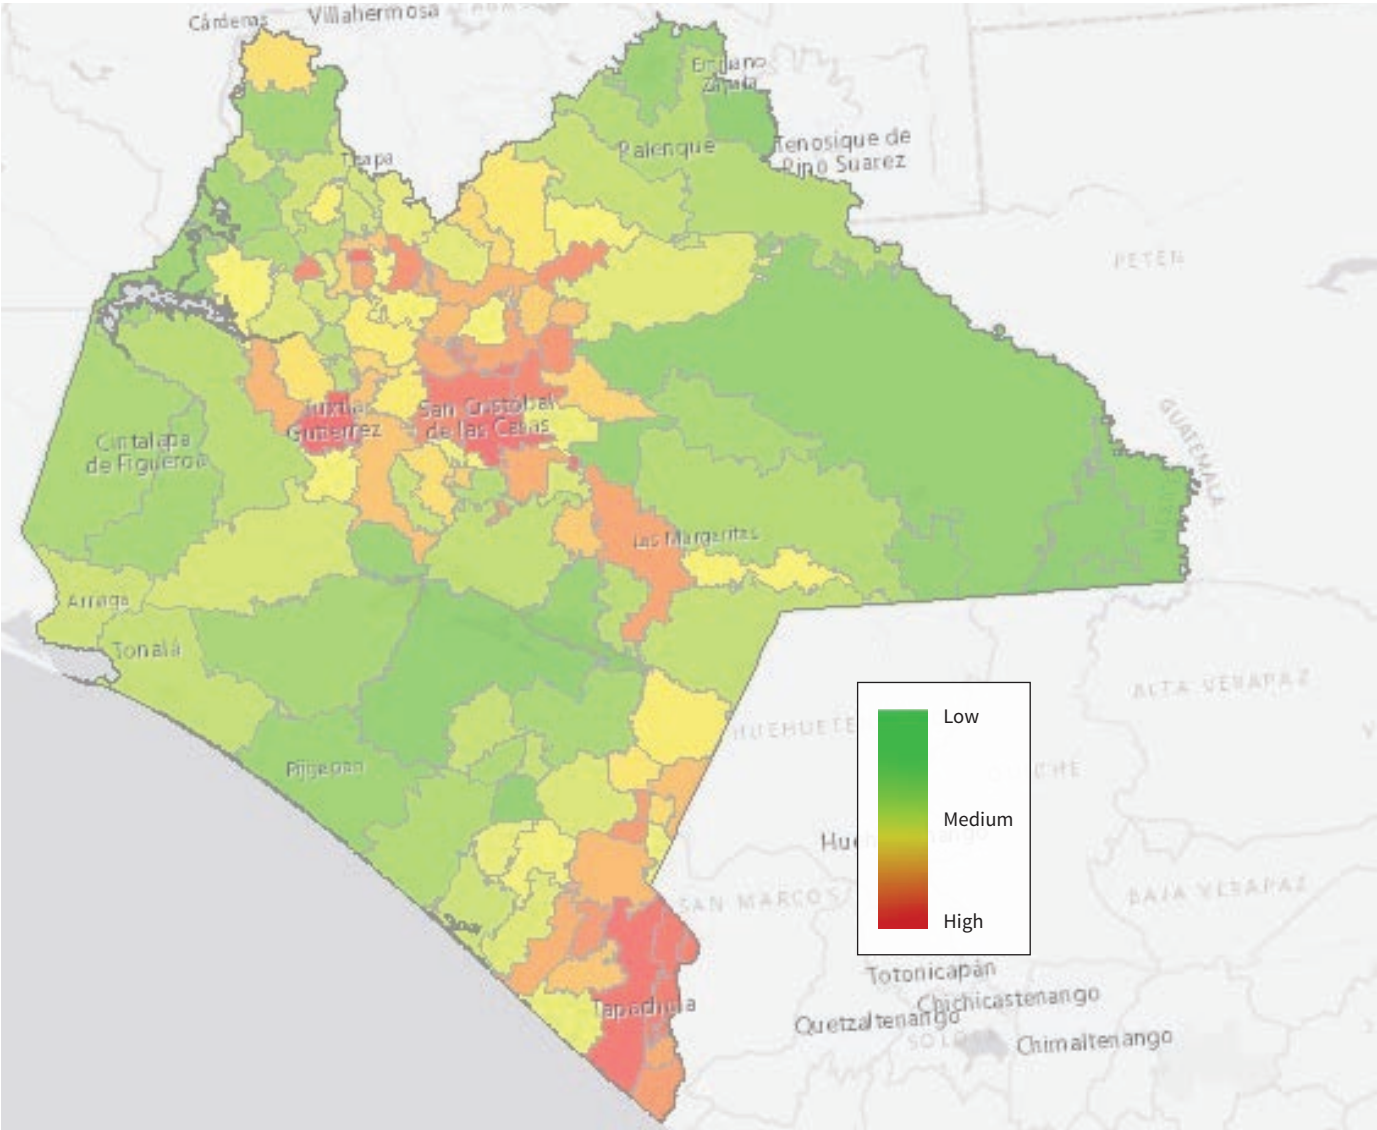 Cárdenas
Villahermosa
Emiliano
Zapata
Palenque
Tenosique de
Pino Suarez
PETÉN
GUATEMALA
Tuxtla
Gutierrez
San Cristóbal
de las Casas
Cintalapa
de Figueroa
Las Margaritas
Arriaga
Tonalá
Pijijiapan
ALTA VERAPAZ
Low
Medium
High
SAN MARCOS
BAJA VERAPAZ
Totonicapán
Chichicastenango
Quetzaltenango
Chimaltenango
Tapachula